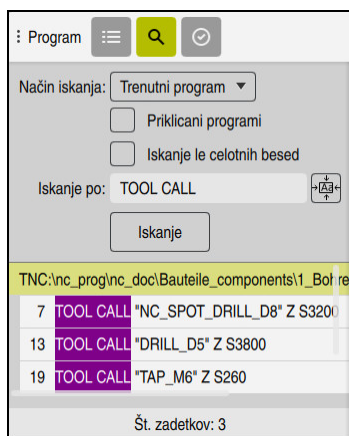 Program
Način iskanja: Trenutni program
Priklicani programi
Iskanje le celotnih besed
Iskanje po: TOOL CALL
Iskanje
TNC:\nc_prog\nc_doc\Bauteile_components\1_Bohre
7 TOOL CALL "NC_SPOT_DRILL_D8" Z S3200
13 TOOL CALL "DRILL_D5" Z S3800
19 TOOL CALL "TAP_M6" Z S260
Št. zadetkov: 3